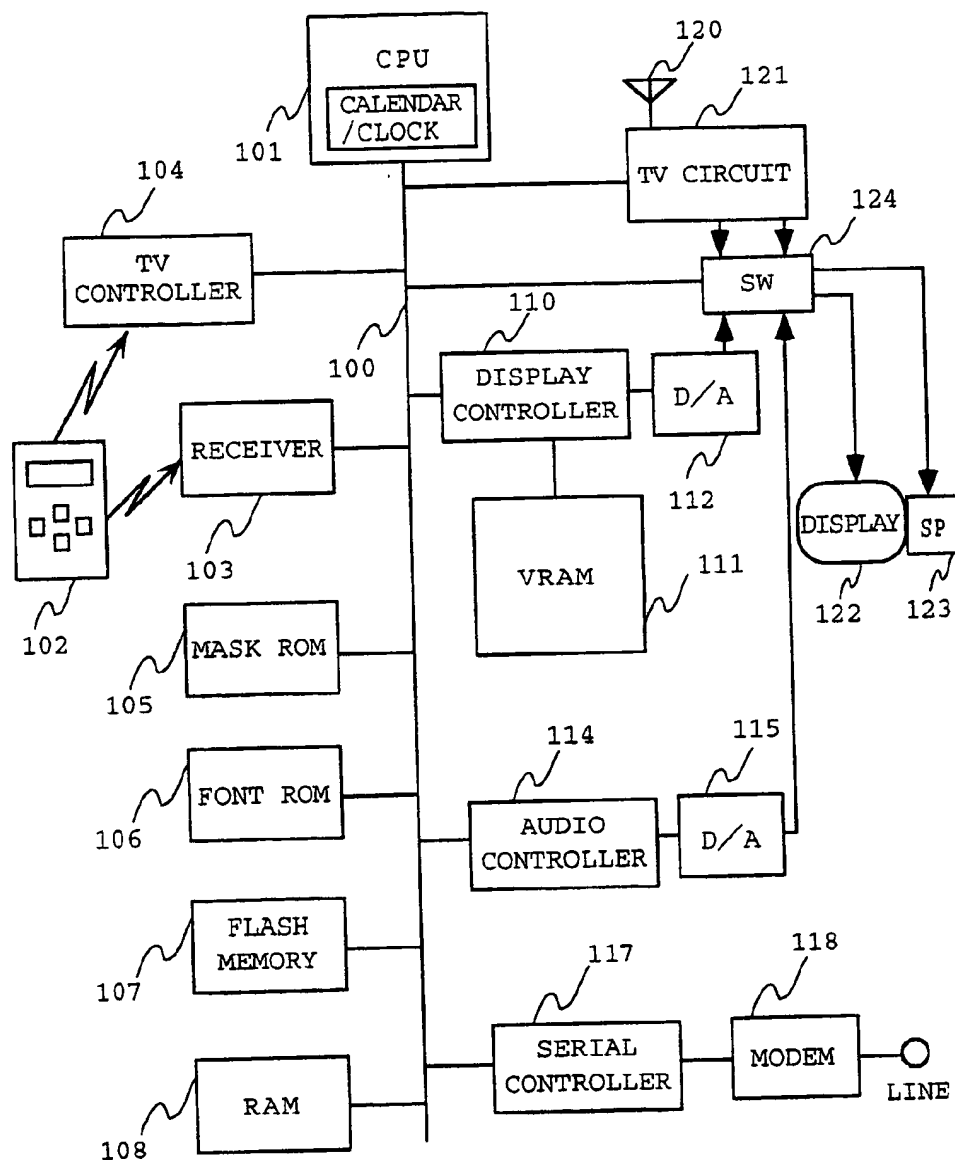 120
CPU
121
CALENDAR
/CLOCK
101
TV CIRCUIT
104
124
TV
CONTROLLER
SW
110
100
DISPLAY
CONTROLLER
D/A
RECEIVER
112
DISPLAY
SP
103
VRAM
111
122
123
102
MASK ROM
105
114
115
FONT ROM
AUDIO
CONTROLLER
D/A
106
FLASH
MEMORY
117
118
107
SERIAL
CONTROLLER
MODEM
RAM
LINE
108